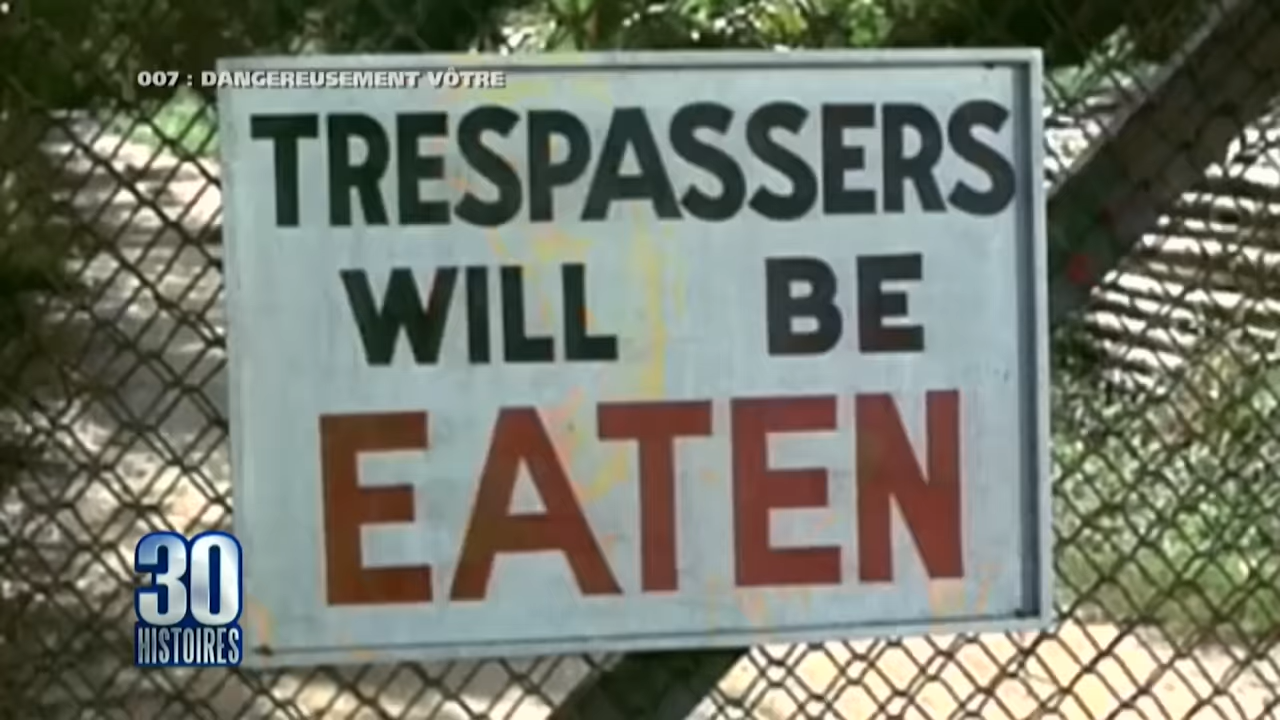 007 : DANGEREUSEMENT VÔTRE
TRESPASSERS
WILL BE
EATEN
30
HISTOIRES